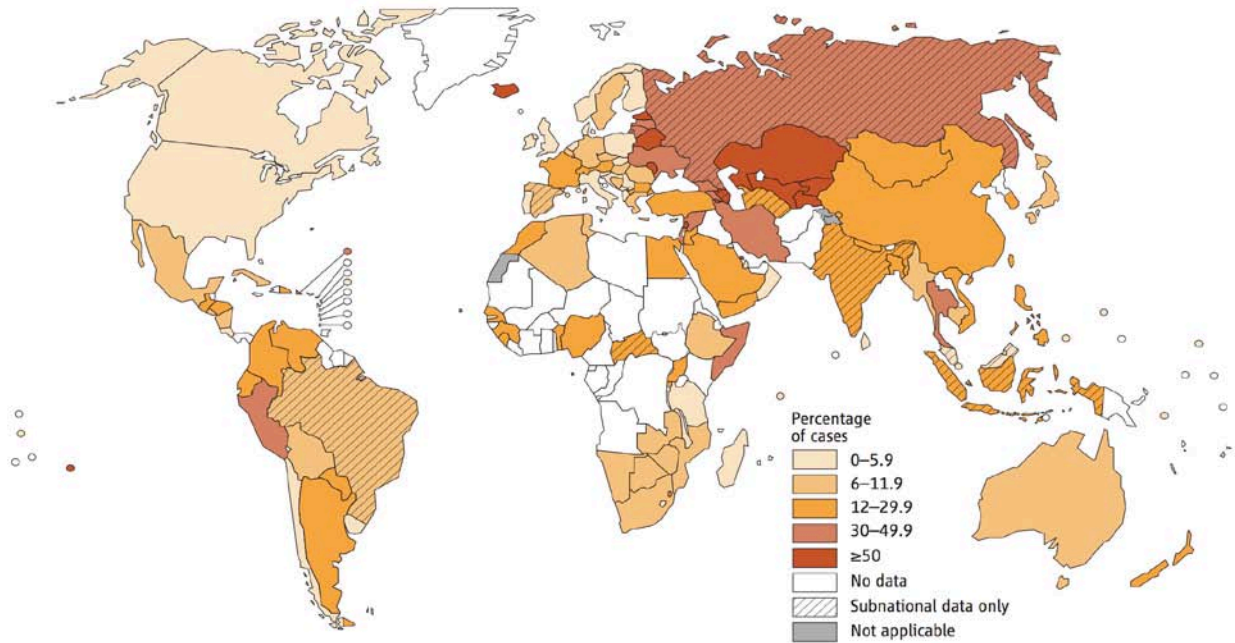 Percentage
of cases
0–5.9
6–11.9
12–29.9
30–49.9
≥50
No data
Subnational data only
Not applicable